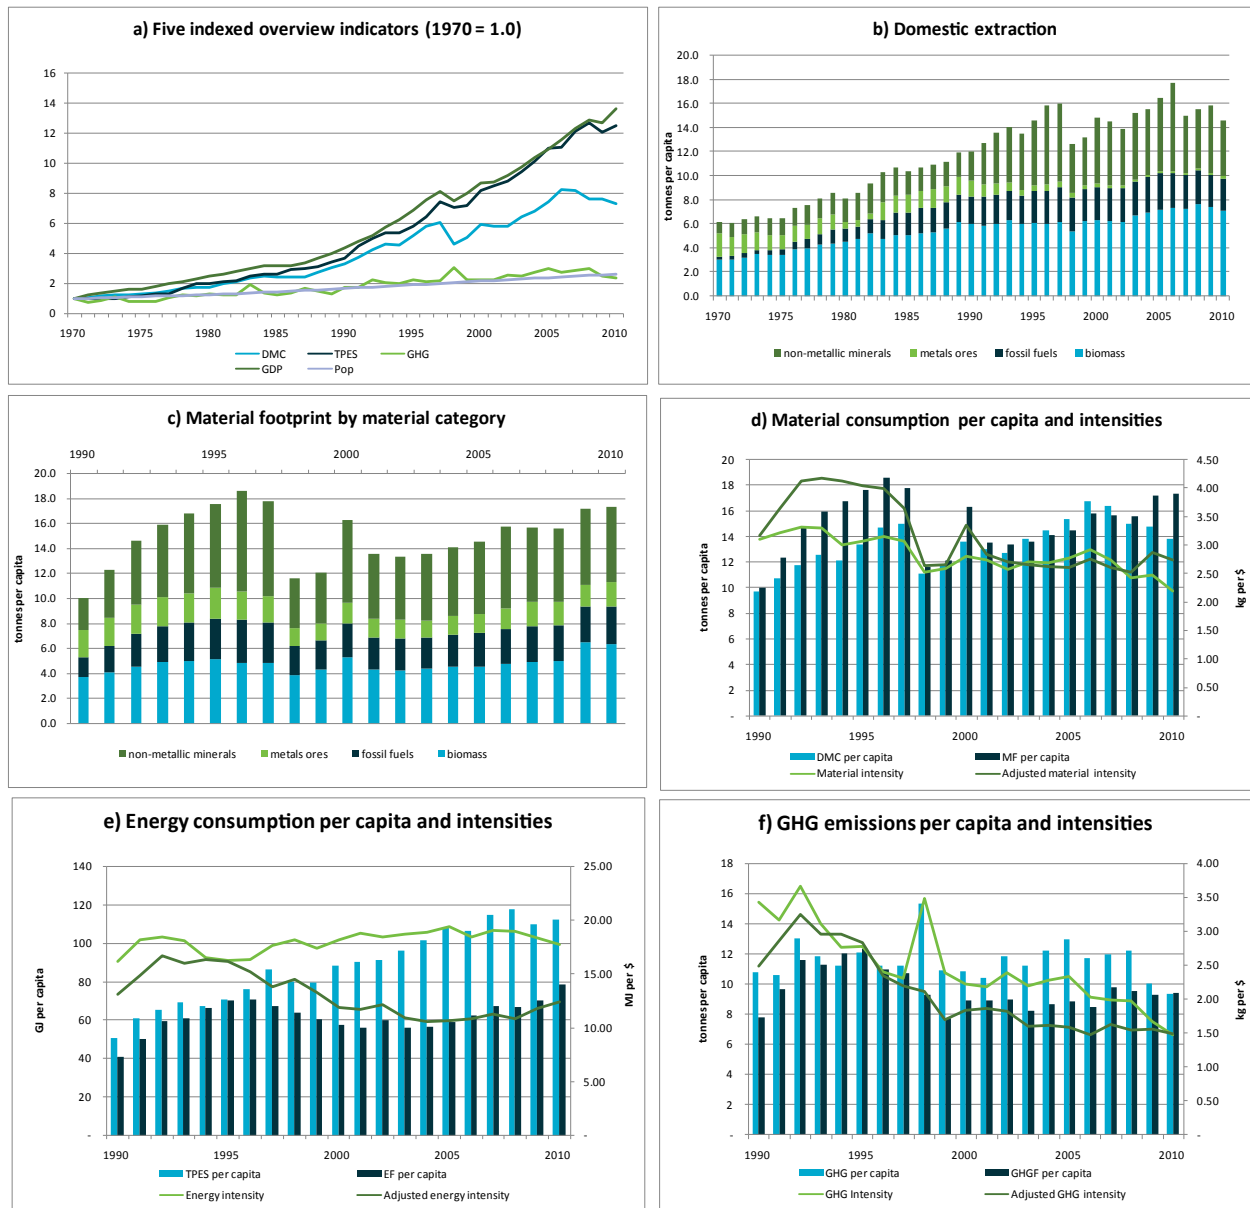 a) Five indexed overview indicators (1970 = 1.0)
16
14
12
10
8
6
4
2
0
1970 1975 1980 1985 1990 1995 2000 2005 2010
DMC TPES GHG
GDP Pop
b) Domestic extraction
tonnes per capita
20.0
18.0
16.0
14.0
12.0
10.0
8.0
6.0
4.0
2.0
0.0
1970 1975 1980 1985 1990 1995 2000 2005 2010
non-metallic minerals metals ores fossil fuels biomass
c) Material footprint by material category
1990 1995 2000 2005 2010
tonnes per capita
20.0
18.0
16.0
14.0
12.0
10.0
8.0
6.0
4.0
2.0
0.0
non-metallic minerals metals ores fossil fuels biomass
d) Material consumption per capita and intensities
tonnes per capita
20
18
16
14
12
10
8
6
4
2
-
4.50
4.00
3.50
3.00
2.50
2.00
1.50
1.00
0.50
-
kg per $
1990 1995 2000 2005 2010
DMC per capita MF per capita
Material intensity Adjusted material intensity
e) Energy consumption per capita and intensities
GJ per capita
140
120
100
80
60
40
20
-
25.00
20.00
15.00
10.00
5.00
-
MJ per $
1990 1995 2000 2005 2010
TPES per capita EF per capita
Energy intensity Adjusted energy intensity
f) GHG emissions per capita and intensities
tonnes per capita
18
16
14
12
10
8
6
4
2
-
4.00
3.50
3.00
2.50
2.00
1.50
1.00
0.50
-
kg per $
1990 1995 2000 2005 2010
GHG per capita GHGF per capita
GHG Intensity Adjusted GHG intensity